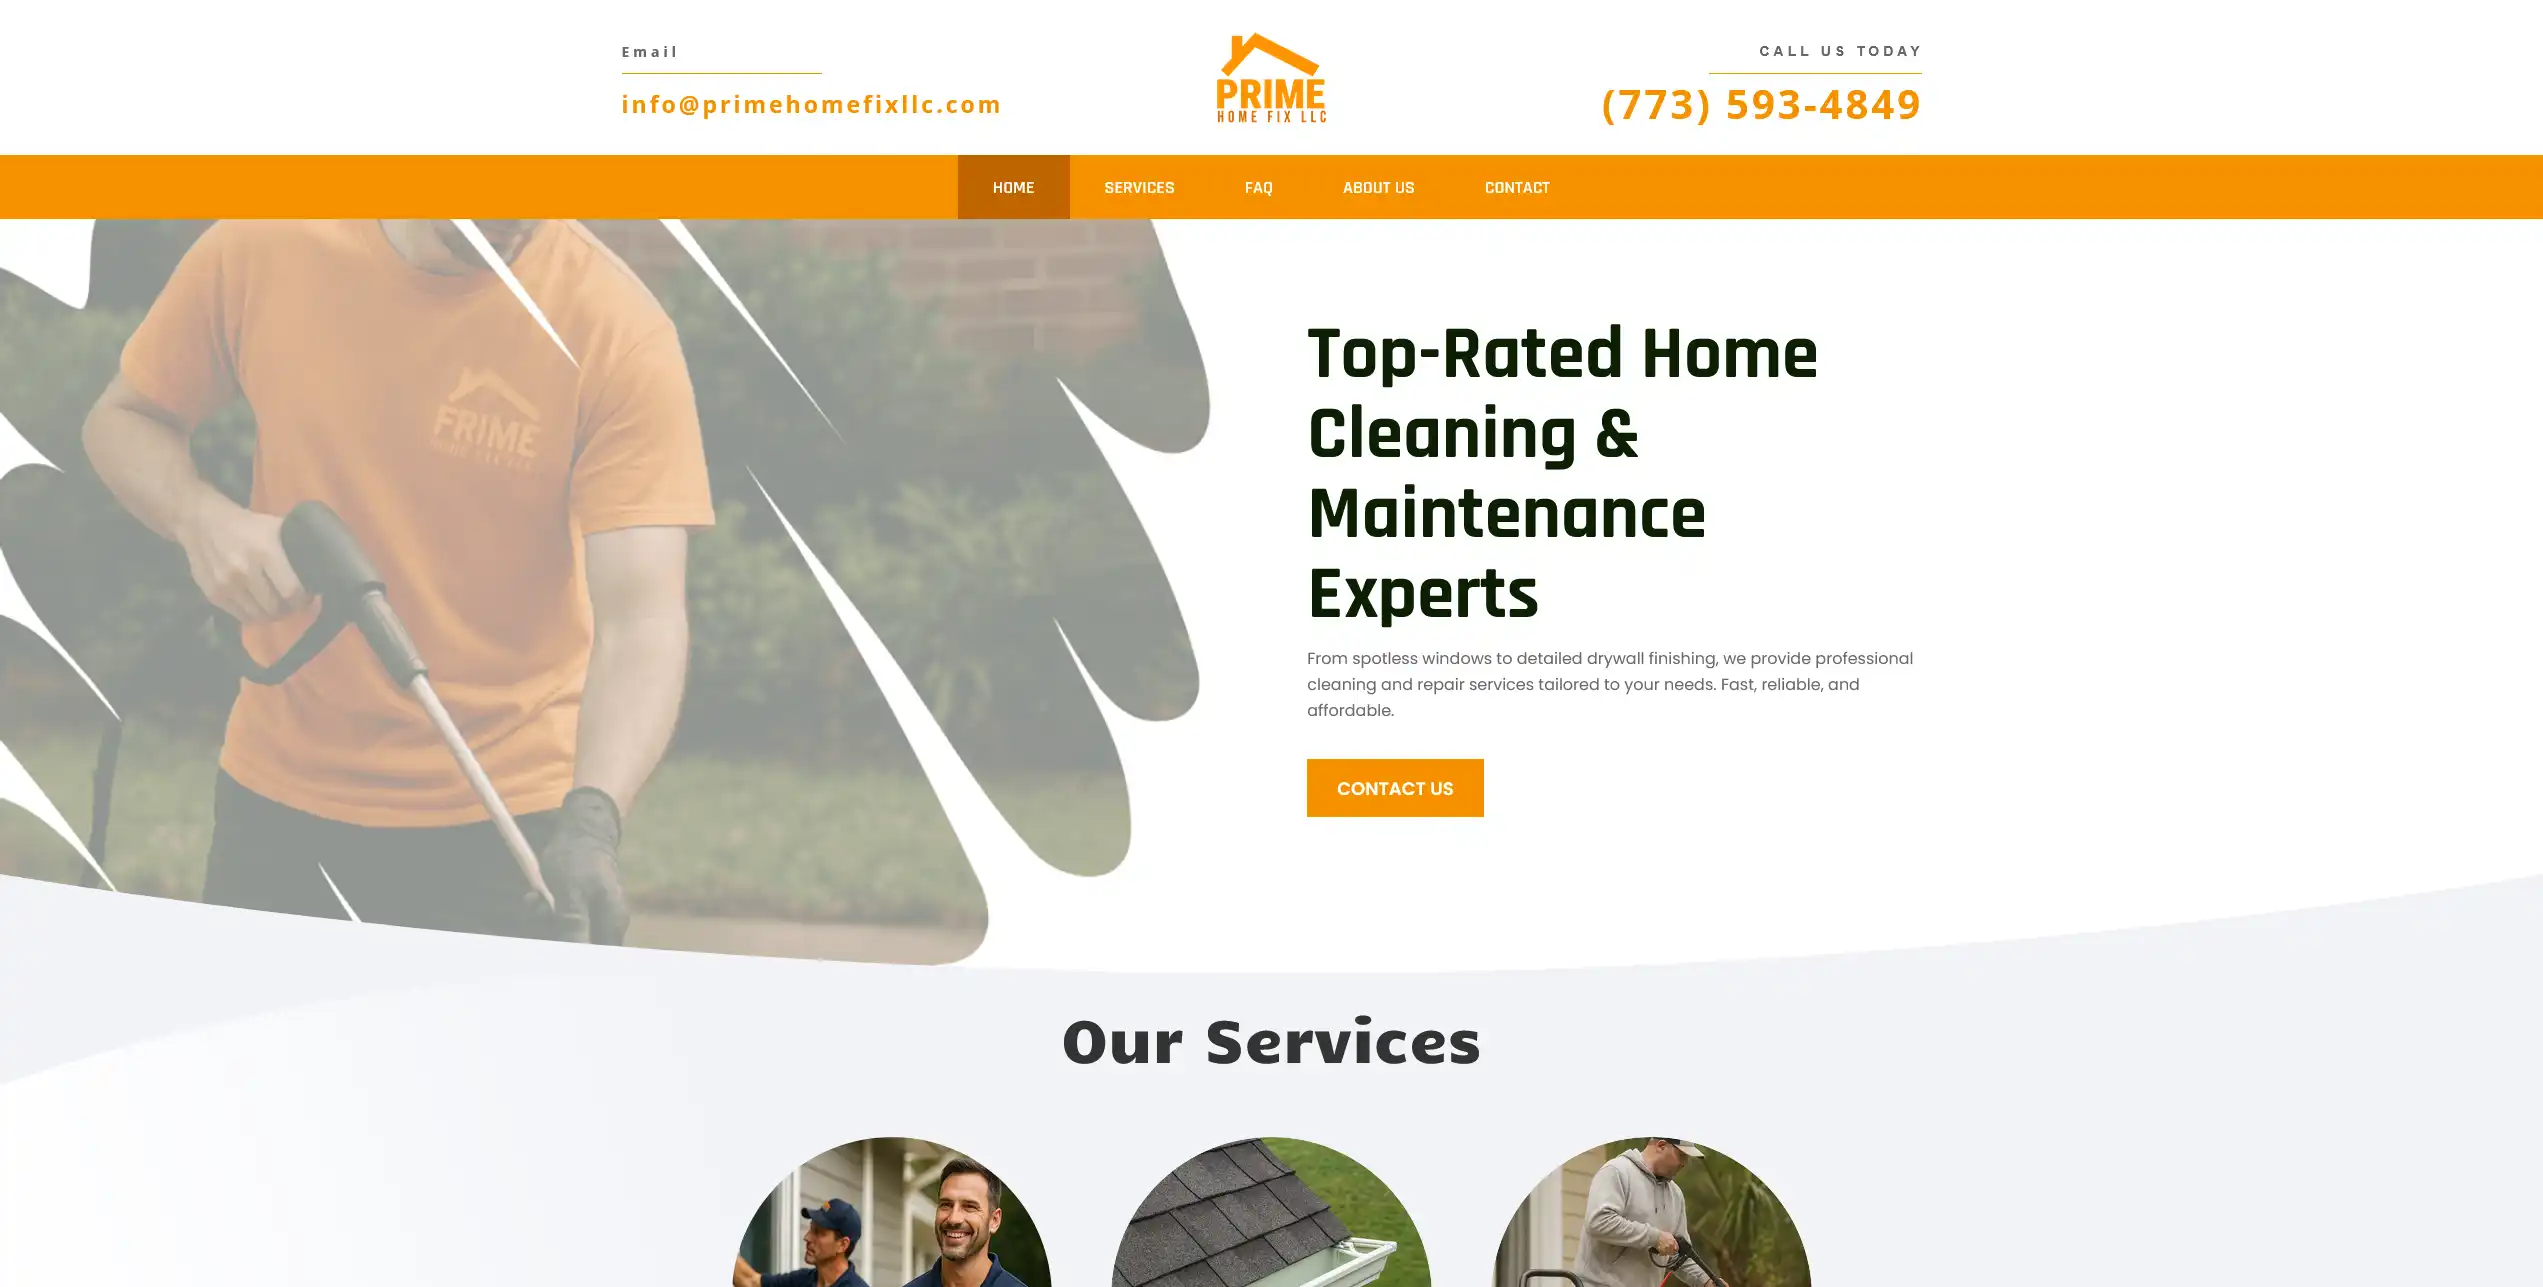 Email
CALL US TODAY
info@primehomefixllc.com
PRIME
HOME FIX LLC
(773) 593-4849
HOME
SERVICES
FAQ
ABOUT US
CONTACT
PRIME
Top-Rated Home
Cleaning &
Maintenance
Experts
From spotless windows to detailed drywall finishing, we provide professional
cleaning and repair services tailored to your needs. Fast, reliable, and
affordable.
CONTACT US
Our Services